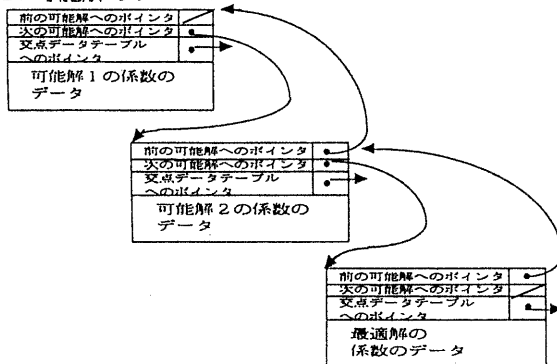 前の可能解へのポインタ
次の可能解へのポインタ
交点データテーブル
へのポインタ
可能解1の係数の
データ
前の可能解へのポインタ
次の可能解へのポインタ
交点データテーブル
へのポインタ
可能解2の係数の
データ
前の可能解へのポインタ
次の可能解へのポインタ
交点データテーブル
へのポインタ
最適解の
係数のデータ